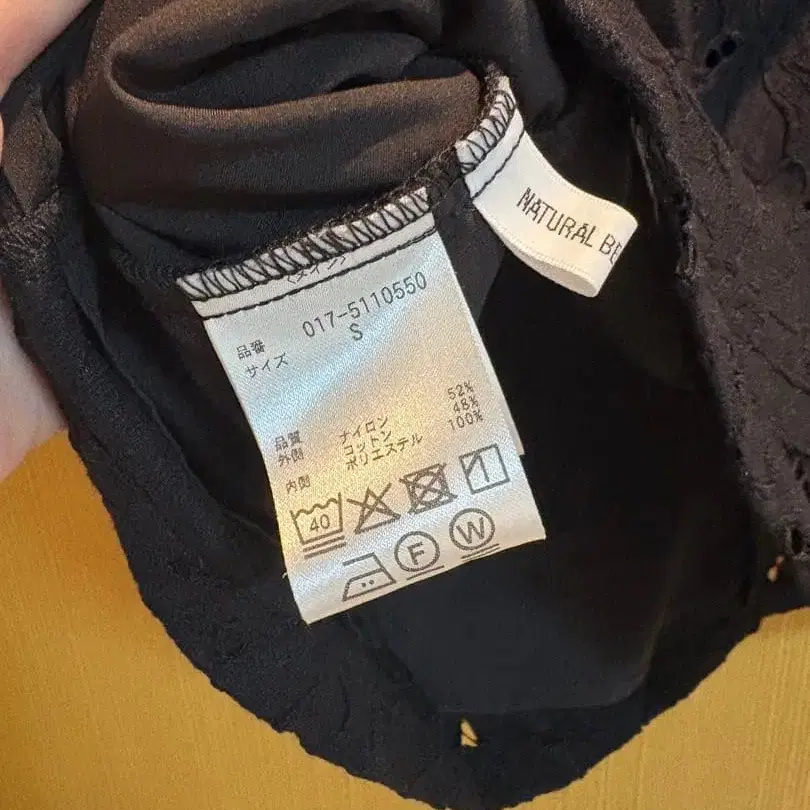 NATURAL BE
品番 017-5110550
サイズ S
品質
外側 ナイロン 52%
コットン 48%
内側 ポリエステル 100%
40
F
W